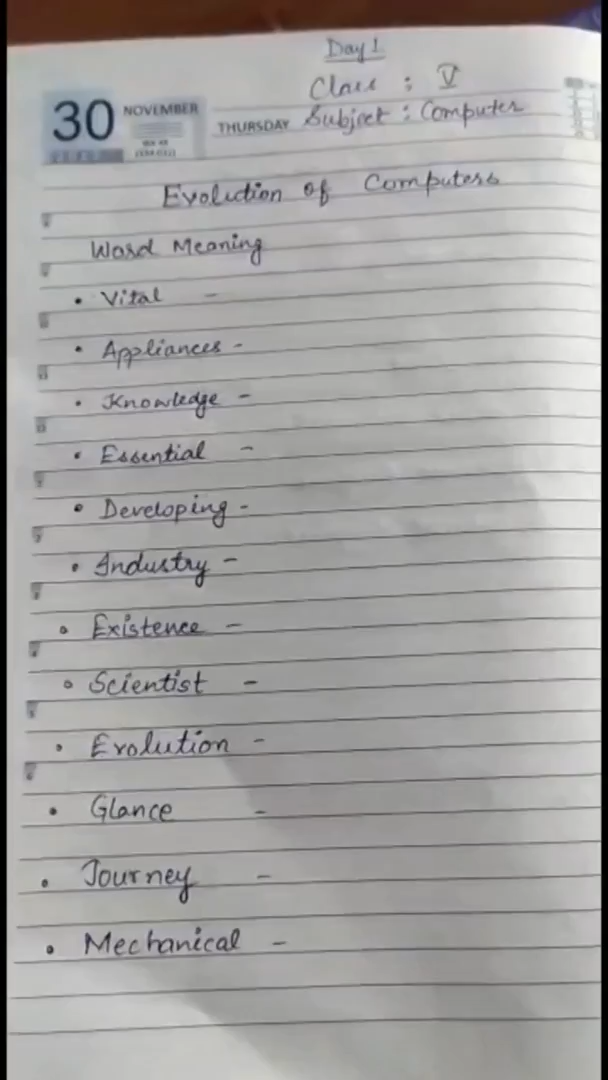 Day 1
Class : V
30 NOVEMBER
THURSDAY Subject : Computer
Evolution of Computers
Word Meaning
• Vital -
• Appliances -
• Knowledge -
• Essential -
• Developing -
• Industry -
• Existence -
• Scientist -
• Evolution -
• Glance -
• Journey -
• Mechanical -